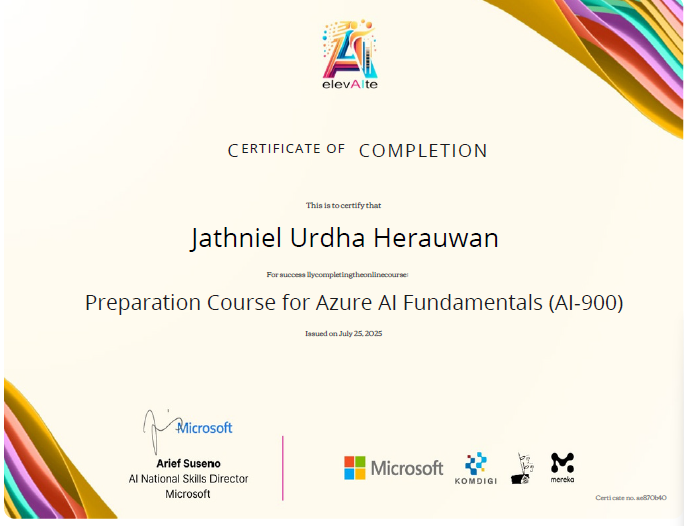 elevAIte
CERTIFICATE OF COMPLETION
This is to certify that
Jathniel Urdha Herauwan
For success llycompletingtheonlinecourse:
Preparation Course for Azure AI Fundamentals (AI-900)
Issued on July 25, 2025
Microsoft
Arief Suseno
AI National Skills Director
Microsoft
Microsoft
KOMDIGI
mereka
Certi cate no. ae870b40